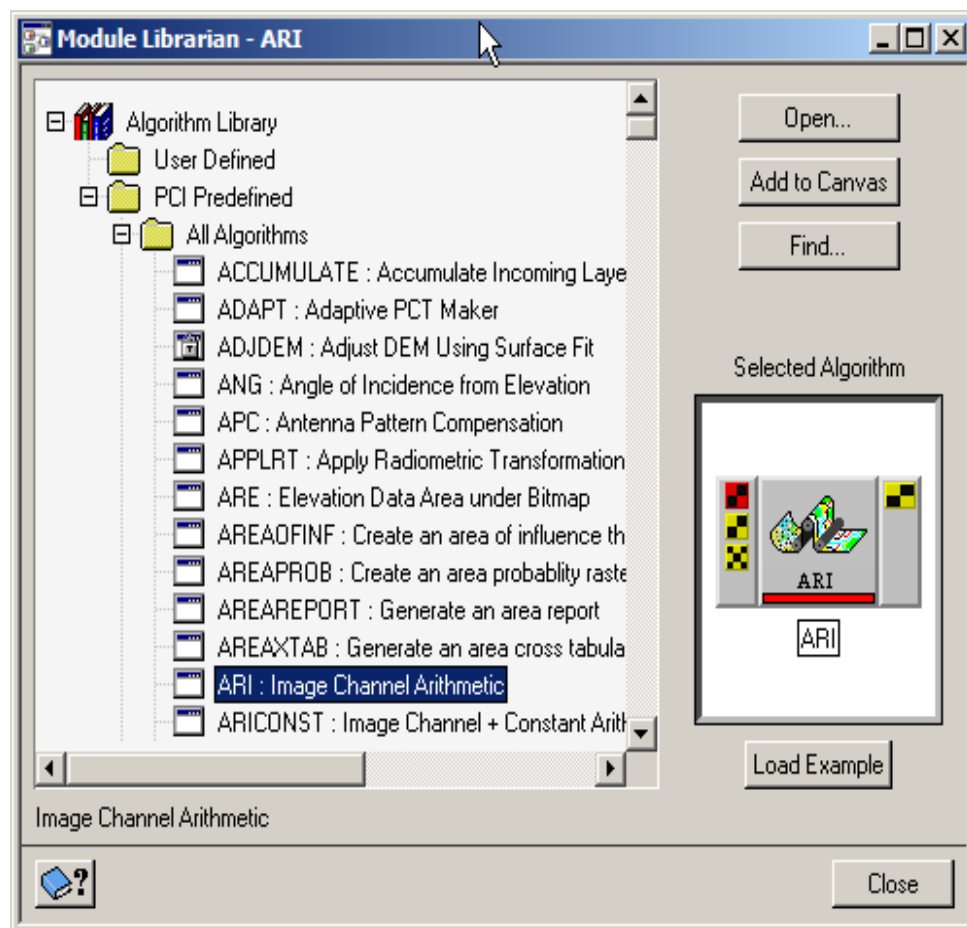 Module Librarian - ARI
Algorithm Library
User Defined
PCI Predefined
All Algorithms
ACCUMULATE : Accumulate Incoming Laye
ADAPT : Adaptive PCT Maker
ADJDEM : Adjust DEM Using Surface Fit
ANG : Angle of Incidence from Elevation
APC : Antenna Pattern Compensation
APPLRT : Apply Radiometric Transformation
ARE : Elevation Data Area under Bitmap
AREAOFINF : Create an area of influence th
AREAPROB : Create an area probablity raste
AREAREPORT : Generate an area report
AREAXTAB : Generate an area cross tabula
ARI : Image Channel Arithmetic
ARICONST : Image Channel + Constant Arith
Open...
Add to Canvas
Find...
Selected Algorithm
ARI
ARI
Load Example
Image Channel Arithmetic
?
Close